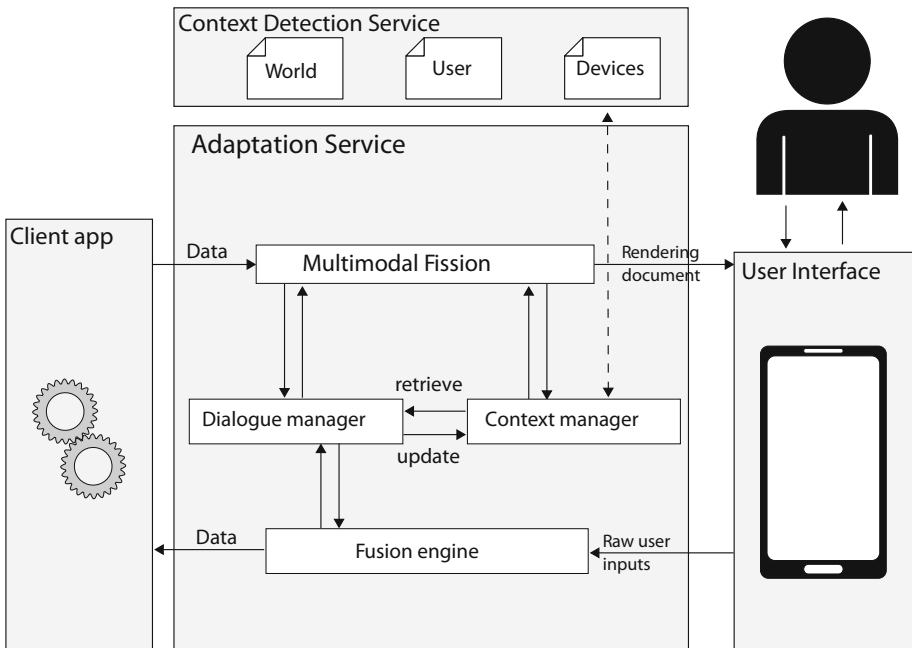 Context Detection Service
World
User
Devices
Adaptation Service
Client app
Data
Multimodal Fission
Rendering
document
User Interface
retrieve
Dialogue manager
Context manager
update
Data
Fusion engine
Raw user
inputs